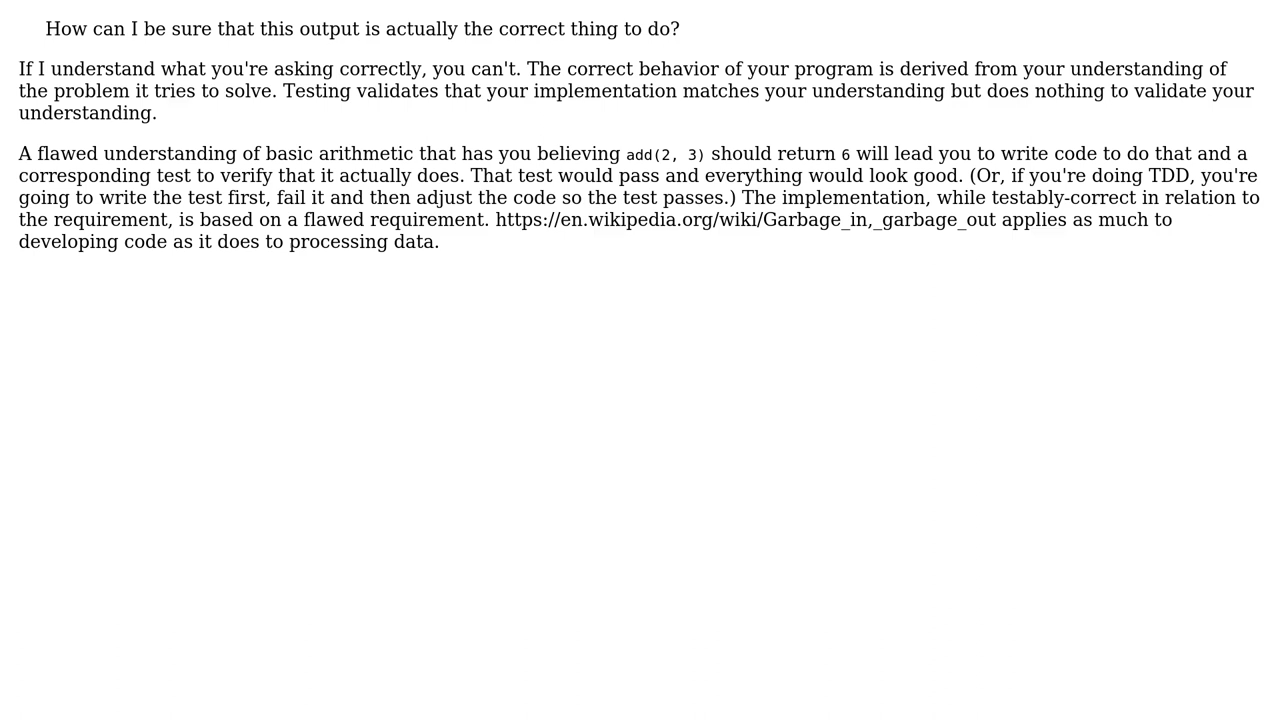 How can I be sure that this output is actually the correct thing to do?
If I understand what you're asking correctly, you can't. The correct behavior of your program is derived from your understanding of
the problem it tries to solve. Testing validates that your implementation matches your understanding but does nothing to validate your
understanding.
A flawed understanding of basic arithmetic that has you believing add(2, 3) should return 6 will lead you to write code to do that and a
corresponding test to verify that it actually does. That test would pass and everything would look good. (Or, if you're doing TDD, you're
going to write the test first, fail it and then adjust the code so the test passes.) The implementation, while testably-correct in relation to
the requirement, is based on a flawed requirement. https://en.wikipedia.org/wiki/Garbage_in,_garbage_out applies as much to
developing code as it does to processing data.